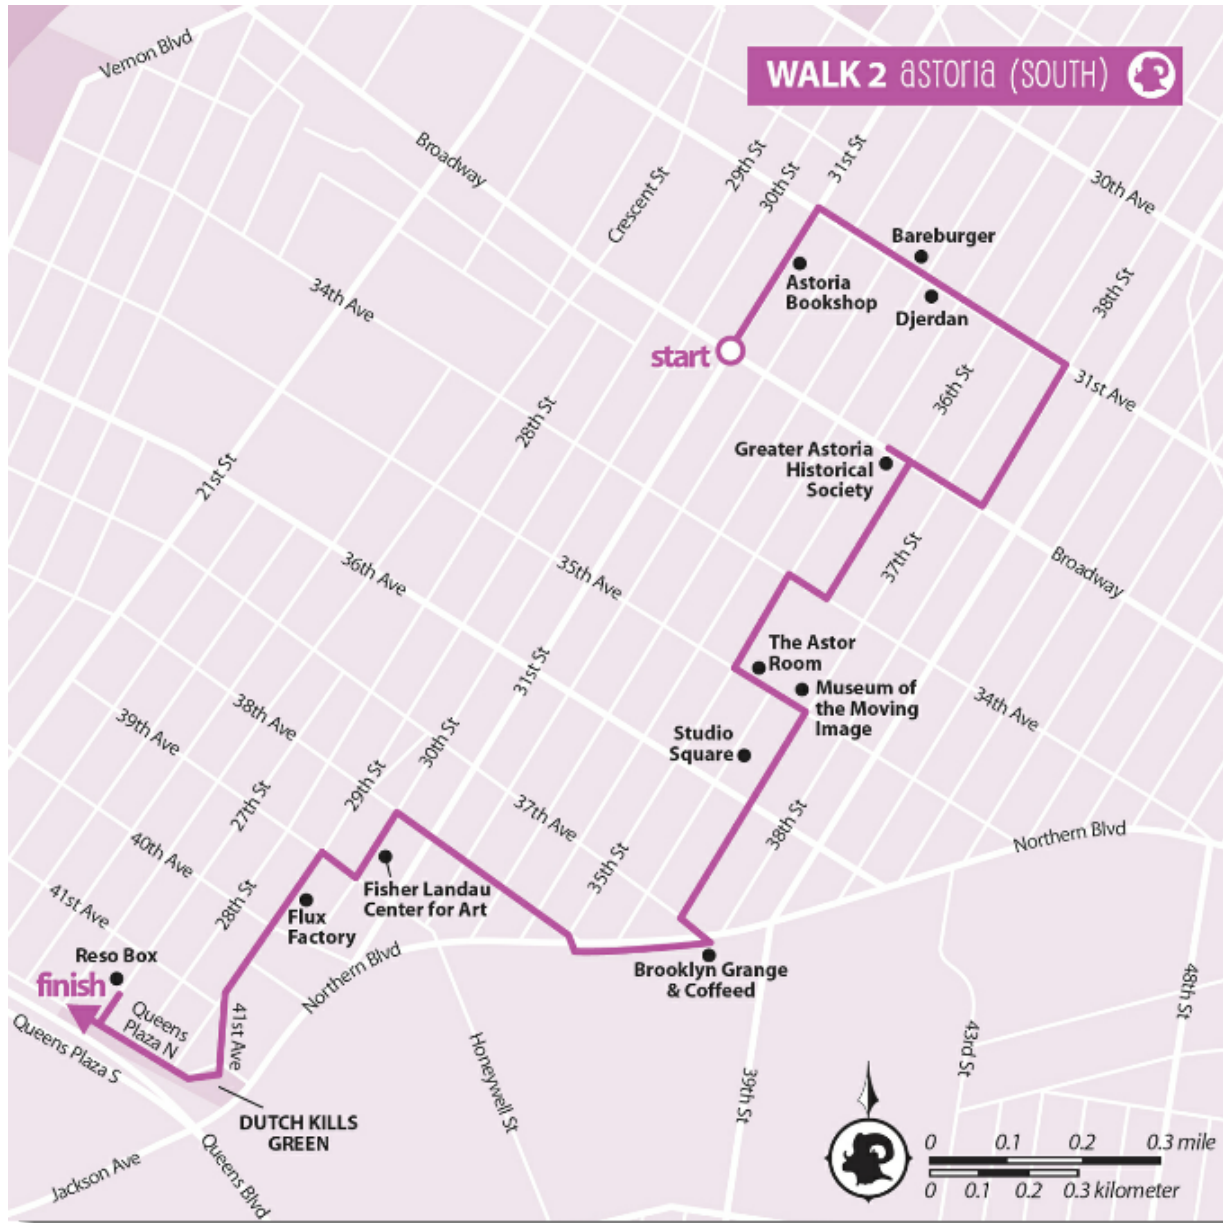 WALK 2 astoria (SOUTH)
Vernon Blvd
Broadway
Crescent St
29th St
30th St
31st St
30th Ave
Bareburger
Astoria
Bookshop
Djerdan
38th St
34th Ave
start
31st Ave
36th St
28th St
Greater Astoria
Historical
Society
21st St
36th Ave
35th Ave
37th St
Broadway
The Astor
Room
31st St
Museum of
the Moving
Image
34th Ave
38th Ave
39th Ave
30th St
Studio
Square
29th St
27th St
37th Ave
38th St
Northern Blvd
40th Ave
35th St
41st Ave
28th St
Fisher Landau
Center for Art
Flux
Factory
Reso Box
finish
Northern Blvd
Brooklyn Grange
& Coffeed
Queens
Plaza N
41st Ave
Queens Plaza S
48th St
43rd St
Honeywell St
39th St
DUTCH KILLS
GREEN
Jackson Ave
Queens Blvd
0 0.1 0.2 0.3 mile
0 0.1 0.2 0.3 kilometer